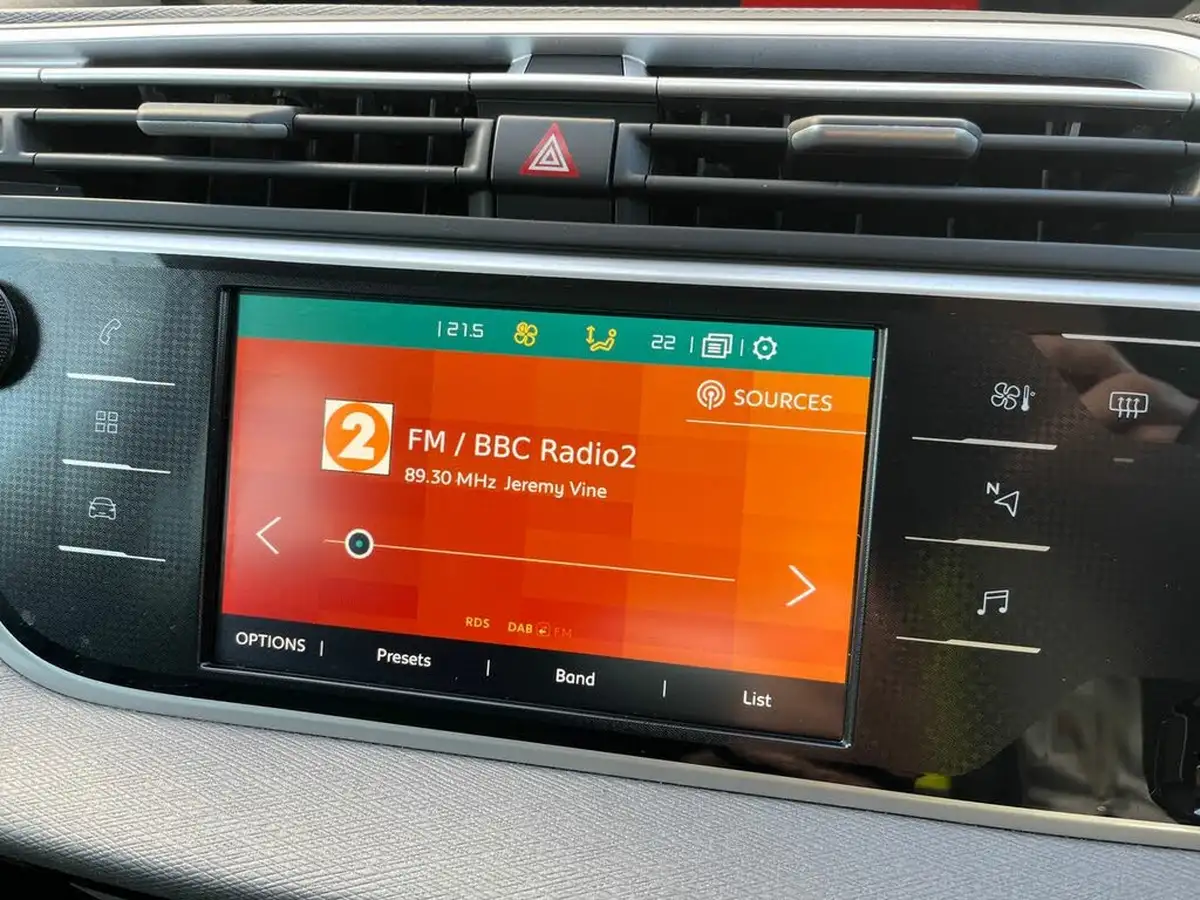 21.5 22
SOURCES
2
FM / BBC Radio2
89.30 MHz Jeremy Vine
RDS DAB FM
OPTIONS Presets Band List
N